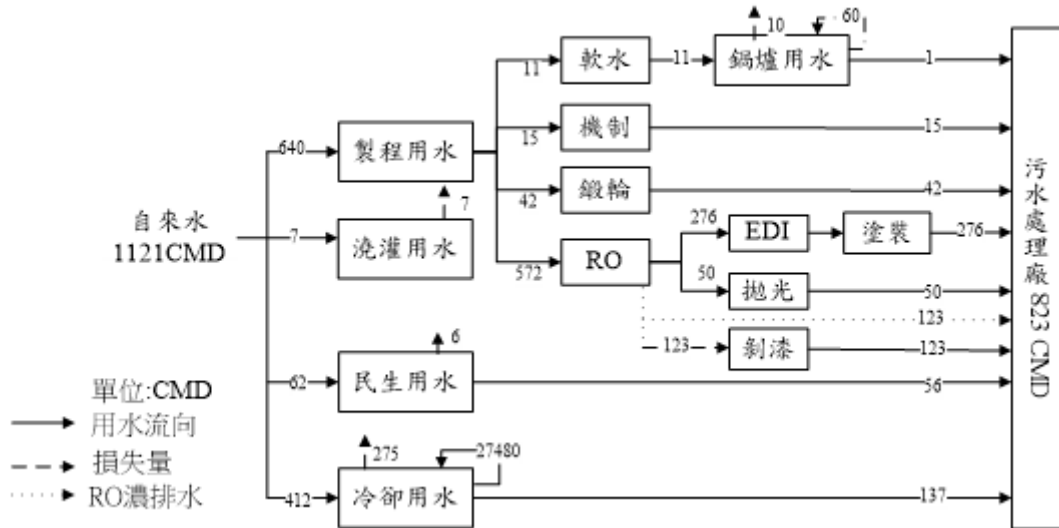 10
60
軟水
11
11
鍋爐用水
1
640
製程用水
15
機制
15
7
42
鍛輪
42
自來水
1121CMD
7
澆灌用水
572
RO
276
EDI
塗裝
276
50
拋光
50
123
123
剝漆
123
污水處理廠 823 CMD
6
62
民生用水
56
單位:CMD
用水流向
損失量
RO濃排水
275
27480
412
冷卻用水
137